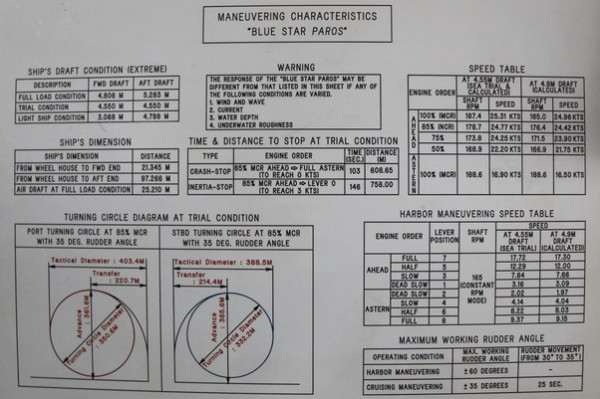 MANEUVERING CHARACTERISTICS
"BLUE STAR PAROS"
SHIP'S DRAFT CONDITION (EXTREME)
DESCRIPTION FWD DRAFT AFT DRAFT
FULL LOAD CONDITION 4.806 M 5.263 M
TRIAL CONDITION 4.550 M 4.550 M
LIGHT SHIP CONDITION 3.068 M 4.788 M
WARNING
THE RESPONSE OF THE "BLUE STAR PAROS" MAY BE
DIFFERENT FROM THAT LISTED IN THIS SHEET IF ANY OF
THE FOLLOWING CONDITIONS ARE VARIED.
1. WIND AND WAVE
2. CURRENT
3. WATER DEPTH
4. UNDERWATER ROUGHNESS
SPEED TABLE
ENGINE ORDER AT 4.55M DRAFT (SEA TRIAL & CALCULATED) AT 4.9M DRAFT (CALCULATED)
SHAFT RPM SPEED SHAFT RPM SPEED
AHEAD
100% (MCR) 187.4 25.31 KTS 185.0 24.96 KTS
85% (MCR) 178.7 24.77 KTS 176.4 24.42 KTS
75% 173.8 24.25 KTS 171.5 23.90 KTS
50% 168.9 22.20 KTS 166.9 21.75 KTS
ASTERN
100% (MCR) 188.6 16.90 KTS 188.6 16.50 KTS
SHIP'S DIMENSION
SHIP'S DIMENSION DISTANCE
FROM WHEEL HOUSE TO FWD END 21.345 M
FROM WHEEL HOUSE TO AFT END 97.266 M
AIR DRAFT AT FULL LOAD CONDITION 25.210 M
TIME & DISTANCE TO STOP AT TRIAL CONDITION
TYPE ENGINE ORDER TIME (SEC.) DISTANCE (M)
CRASH-STOP 85% MCR AHEAD FULL ASTERN (TO REACH 0 KTS) 103 608.65
INERTIA-STOP 85% MCR AHEAD LEVER 0 (TO REACH 3 KTS) 146 758.00
TURNING CIRCLE DIAGRAM AT TRIAL CONDITION
PORT TURNING CIRCLE AT 85% MCR
WITH 35 DEG. RUDDER ANGLE
Tactical Diameter : 403.4M
Transfer
: 220.7M
Advance
: 361.6M
Turning Circle Diameter
: 350.8M
STBD TURNING CIRCLE AT 85% MCR
WITH 35 DEG. RUDDER ANGLE
Tactical Diameter : 388.5M
Transfer
: 214.4M
Advance
: 365.6M
Turning Circle Diameter
: 332.2M
HARBOR MANEUVERING SPEED TABLE
ENGINE ORDER LEVER POSITION SHAFT RPM SPEED
AT 4.55M DRAFT (SEA TRIAL) AT 4.9M DRAFT (CALCULATED)
165 (CONSTANT RPM MODE)
AHEAD
FULL 7 17.72 17.30
HALF 5 12.29 12.00
SLOW 3 7.84 7.66
DEAD SLOW 1 3.16 3.09
ASTERN
DEAD SLOW 2 2.02 1.97
SLOW 4 4.14 4.04
HALF 6 8.22 8.03
FULL 8 9.37 9.15
MAXIMUM WORKING RUDDER ANGLE
OPERATING CONDITION MAX. WORKING RUDDER ANGLE RUDDER MOVEMENT (FROM 30° TO 35°)
HARBOR MANEUVERING ±60 DEGREES -
CRUISING MANEUVERING ±35 DEGREES 25 SEC.